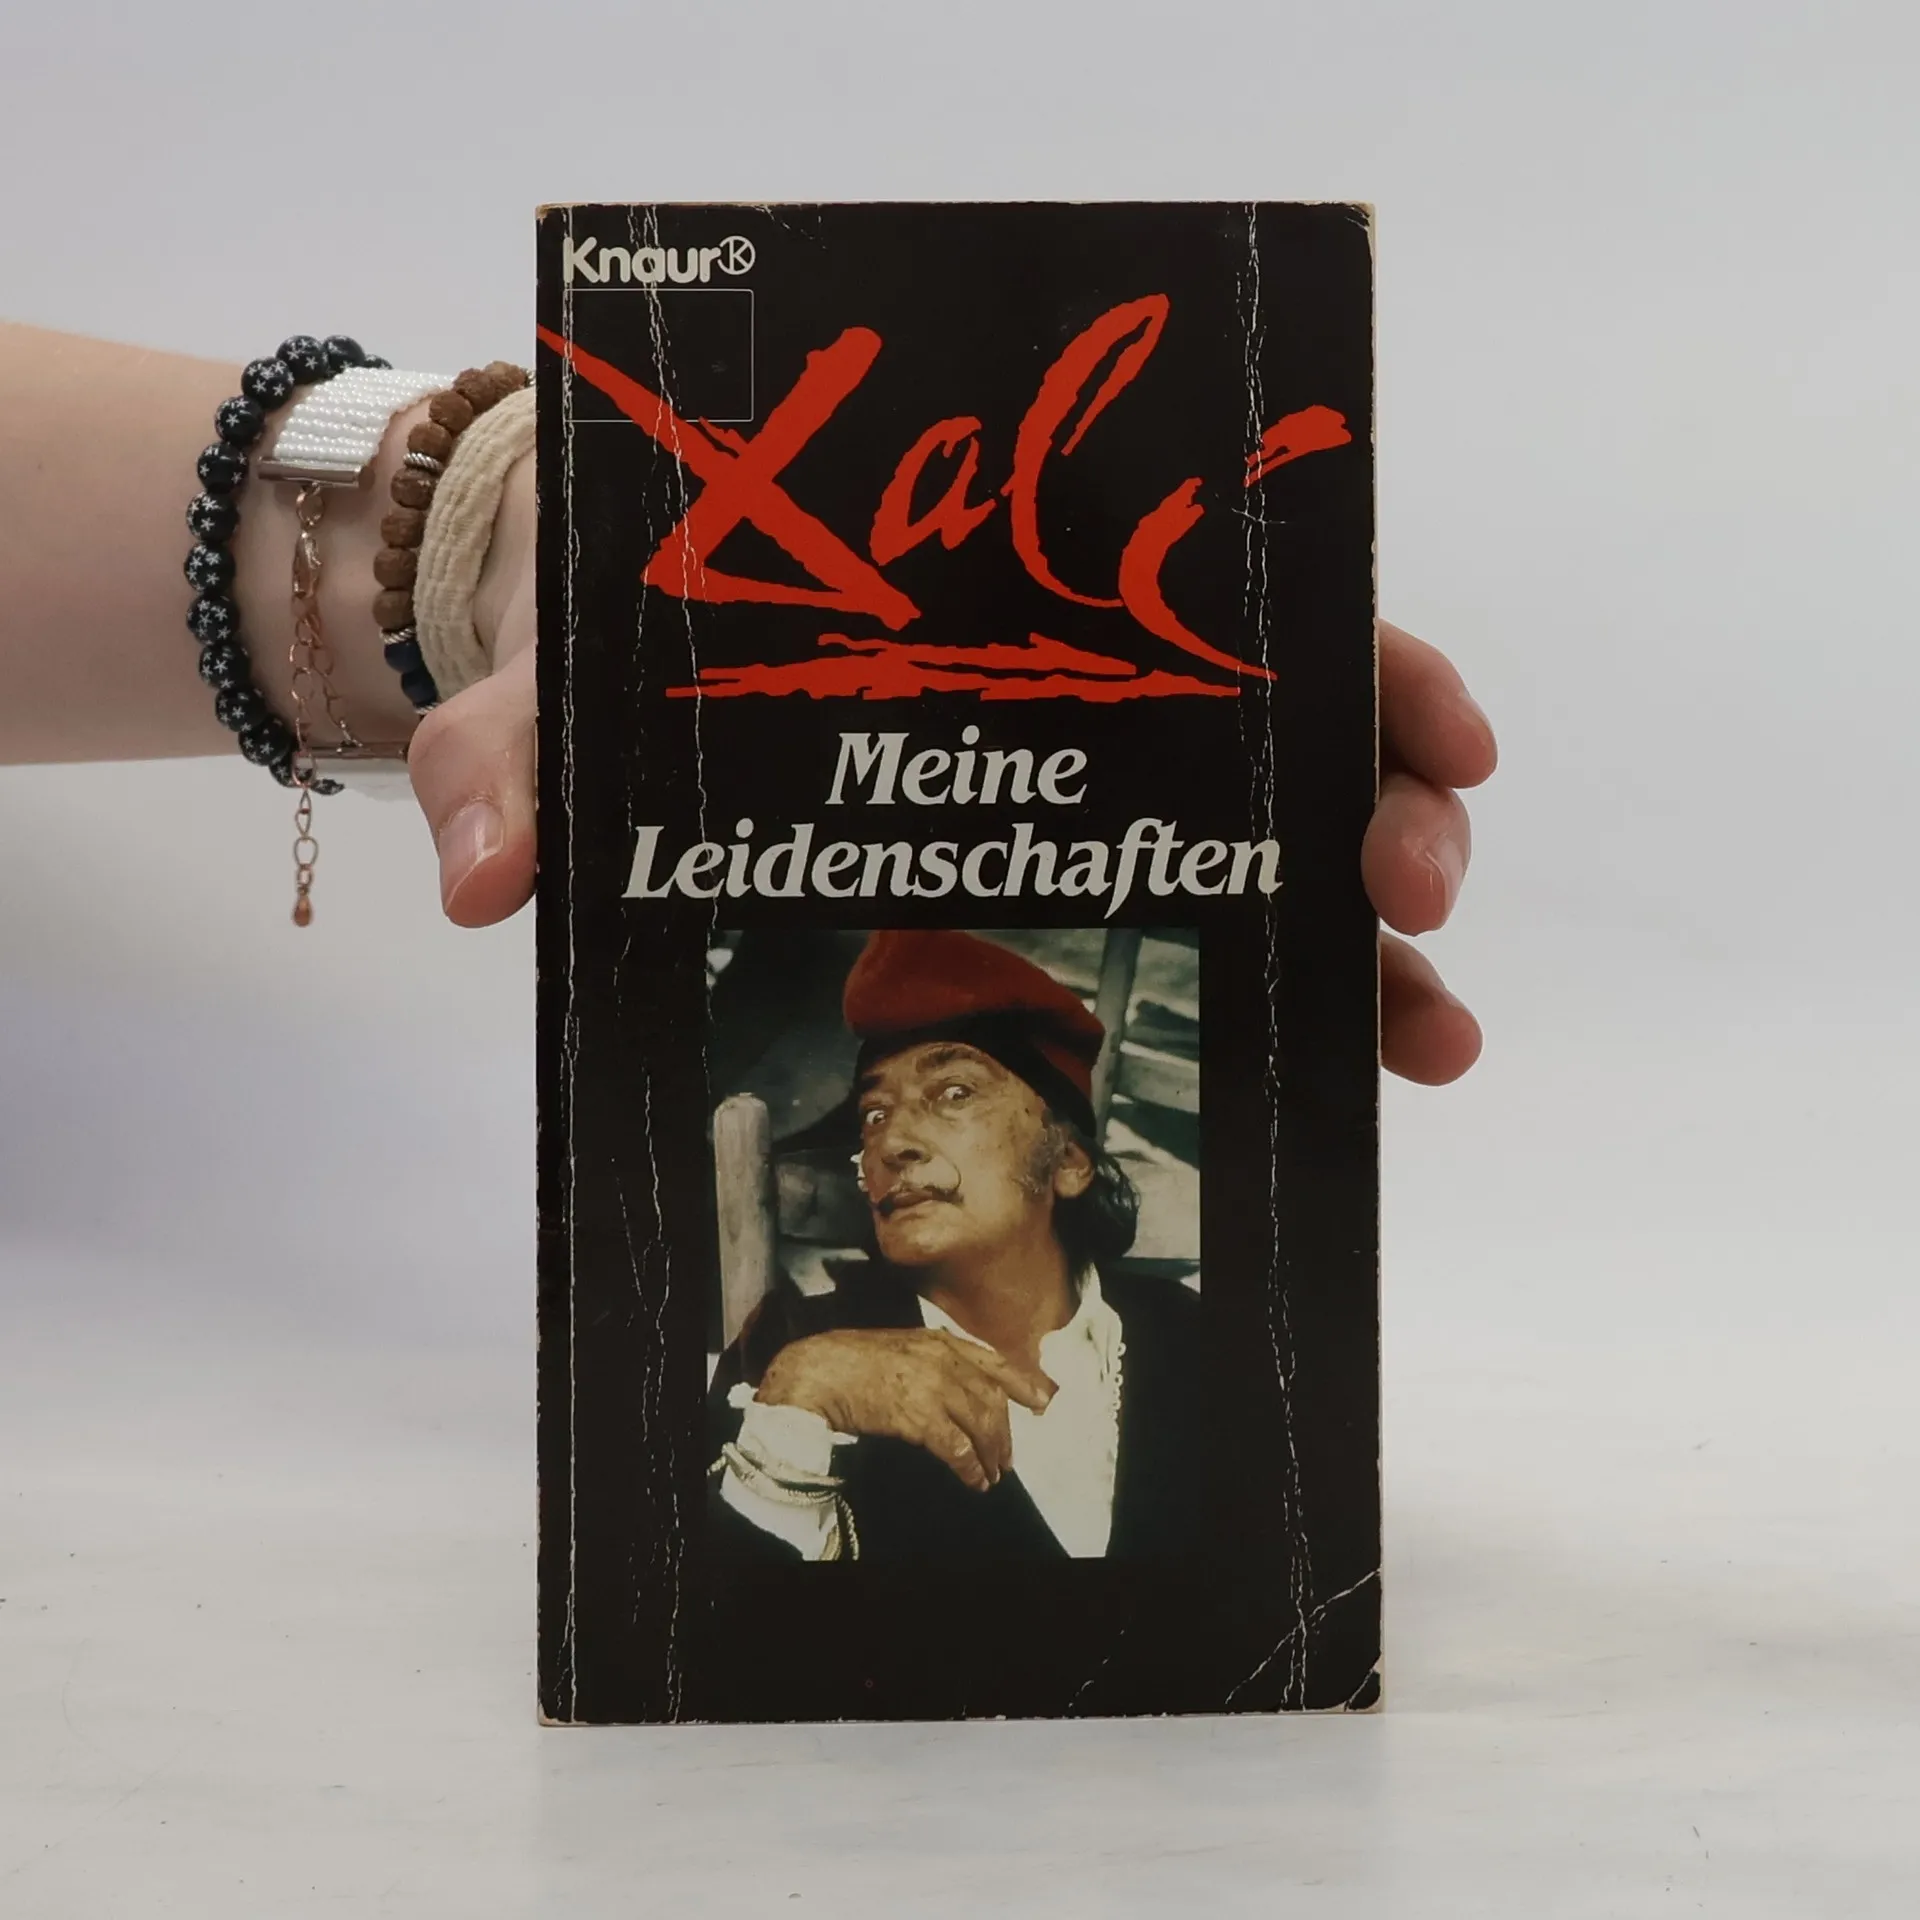 Knaur
Dalí
Meine
Leidenschaften